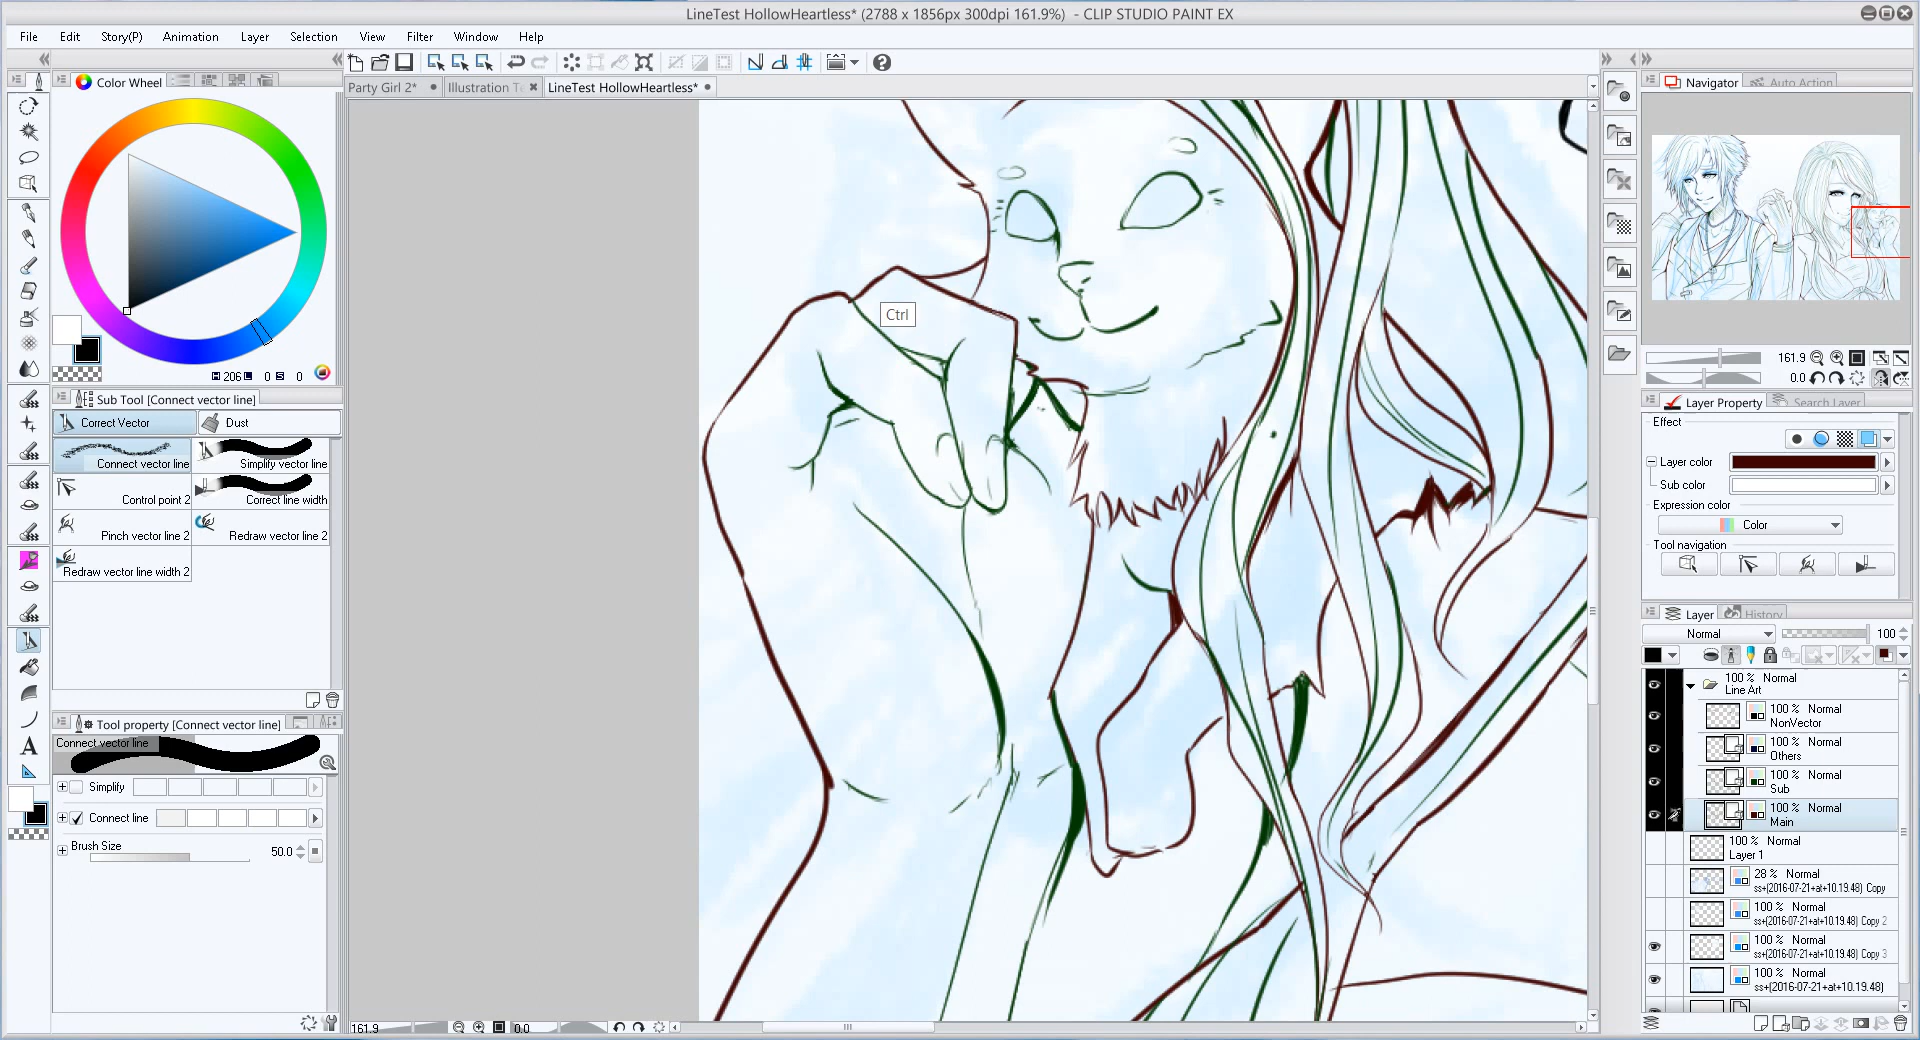 LineTest HollowHeartless* (2788 x 1856px 300dpi 161.9%) - CLIP STUDIO PAINT EX
File Edit Story(P) Animation Layer Selection View Filter Window Help
Color Wheel
Party Girl 2* Illustration LineTest HollowHeartless*
Navigator Auto Action
Ctrl
H 206 L 0 S 0
Sub Tool [Connect vector line]
Correct Vector Dust
Connect vector line Simplify vector line
Control point 2 Correct line width
Pinch vector line 2 Redraw vector line 2
Redraw vector line width 2
Tool property [Connect vector line]
Connect vector line
Simplify
Connect line
Brush Size 50.0
A
161.9 0.0
161.9
0.0
Layer Property Search Layer
Effect
Layer color
Sub color
Expression color
Color
Tool navigation
Layer History
Normal 100
100 % Normal
Line Art
100 % Normal
NonVector
100 % Normal
Others
100 % Normal
Sub
100 % Normal
Main
100 % Normal
Layer 1
28 % Normal
ss+(2016-07-21+at+10.19.48) Copy
100 % Normal
ss+(2016-07-21+at+10.19.48) Copy 2
100 % Normal
ss+(2016-07-21+at+10.19.48) Copy 3
100 % Normal
ss+(2016-07-21+at+10.19.48)